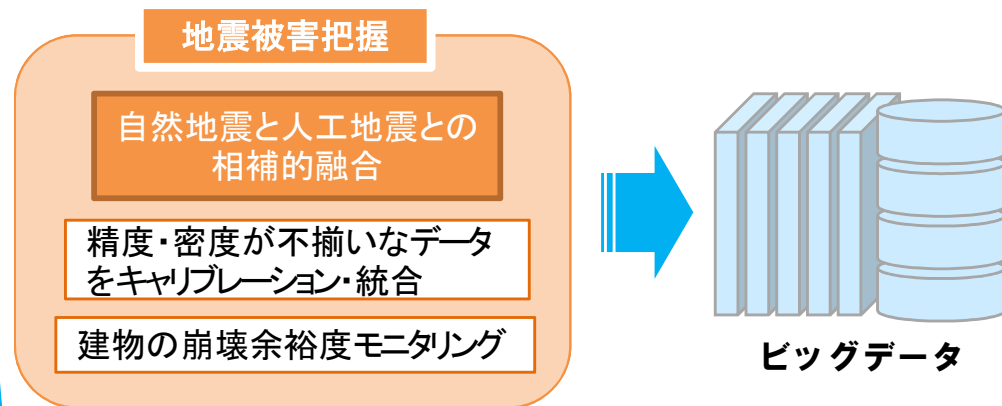 地震被害把握
自然地震と人工地震との
相補的融合
精度・密度が不揃いなデータ
をキャリブレーション・統合
建物の崩壊余裕度モニタリング
ビッグデータ